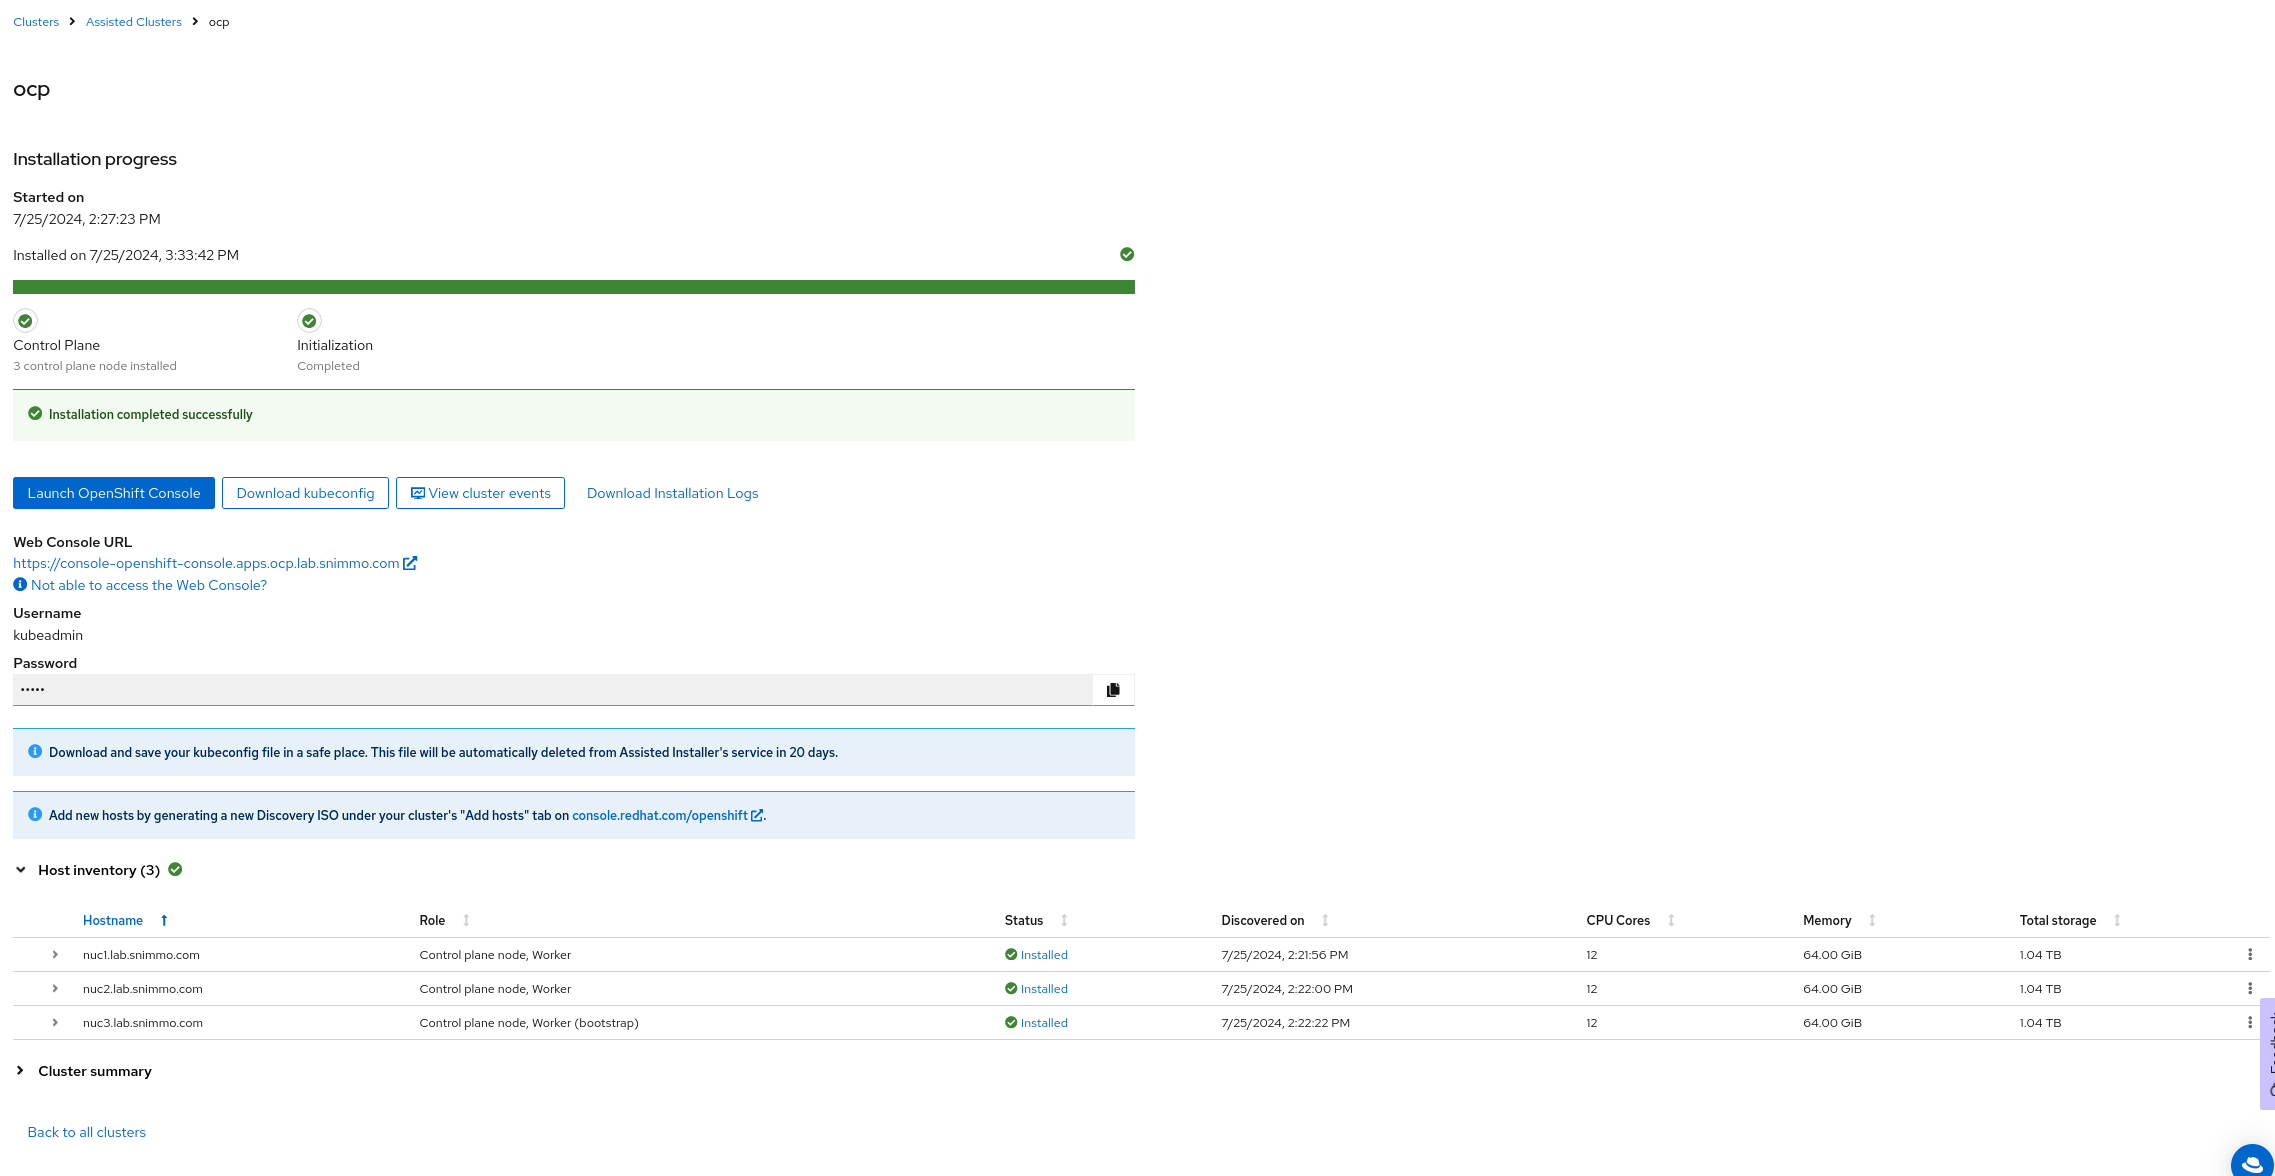 Clusters > Assisted Clusters > ocp
ocp
Installation progress
Started on
7/25/2024, 2:27:23 PM
Installed on 7/25/2024, 3:33:42 PM
Control Plane Initialization
3 control plane node installed Completed
Installation completed successfully
Launch OpenShift Console Download kubeconfig View cluster events Download Installation Logs
Web Console URL
https://console-openshift-console.apps.ocp.lab.snimmo.com
Not able to access the Web Console?
Username
kubeadmin
Password
•••••
Download and save your kubeconfig file in a safe place. This file will be automatically deleted from Assisted Installer's service in 20 days.
Add new hosts by generating a new Discovery ISO under your cluster's "Add hosts" tab on console.redhat.com/openshift.
Host inventory (3)
Hostname Role Status Discovered on CPU Cores Memory Total storage
nuc1.lab.snimmo.com Control plane node, Worker Installed 7/25/2024, 2:21:56 PM 12 64.00 GiB 1.04 TB
nuc2.lab.snimmo.com Control plane node, Worker Installed 7/25/2024, 2:22:00 PM 12 64.00 GiB 1.04 TB
nuc3.lab.snimmo.com Control plane node, Worker (bootstrap) Installed 7/25/2024, 2:22:22 PM 12 64.00 GiB 1.04 TB
Cluster summary
Back to all clusters